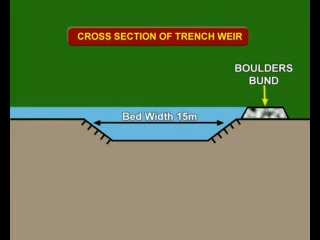 CROSS SECTION OF TRENCH WEIR
BOULDERS
BUND
Bed Width 15m